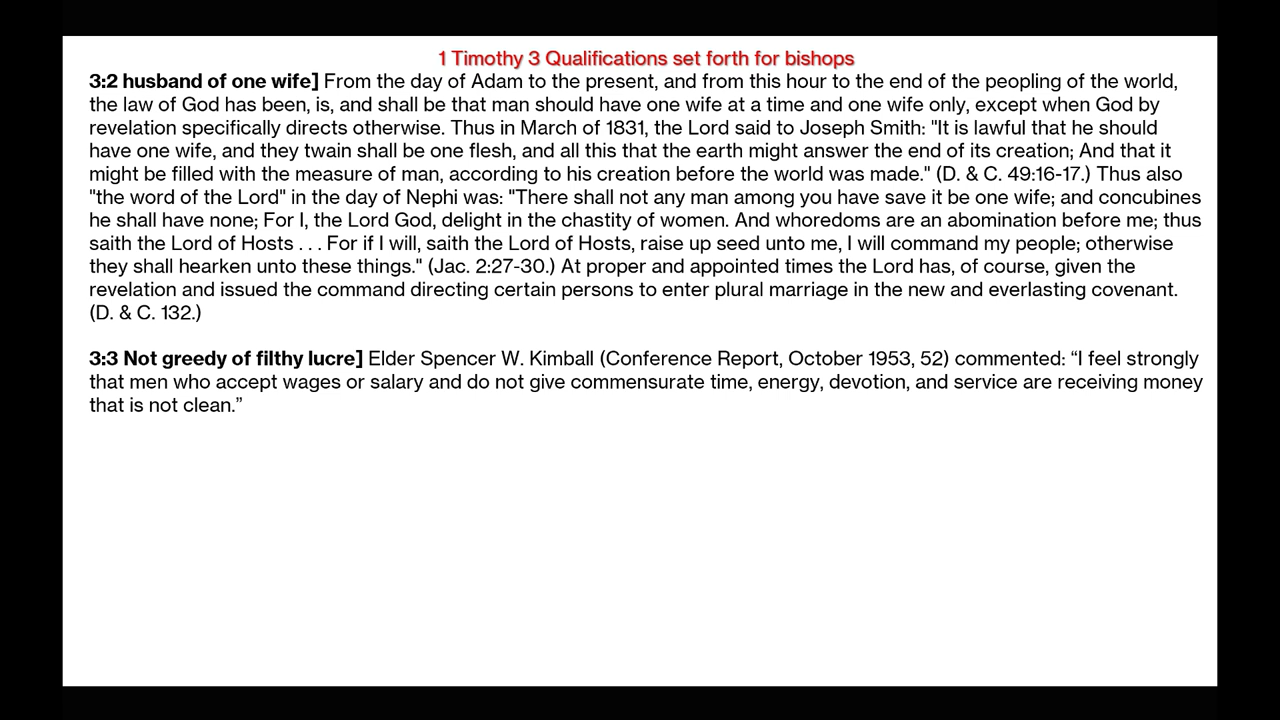 1 Timothy 3 Qualifications set forth for bishops
3:2 husband of one wife] From the day of Adam to the present, and from this hour to the end of the peopling of the world,
the law of God has been, is, and shall be that man should have one wife at a time and one wife only, except when God by
revelation specifically directs otherwise. Thus in March of 1831, the Lord said to Joseph Smith: "It is lawful that he should
have one wife, and they twain shall be one flesh, and all this that the earth might answer the end of its creation; And that it
might be filled with the measure of man, according to his creation before the world was made." (D. & C. 49:16-17.) Thus also
"the word of the Lord" in the day of Nephi was: "There shall not any man among you have save it be one wife; and concubines
he shall have none; For I, the Lord God, delight in the chastity of women. And whoredoms are an abomination before me; thus
saith the Lord of Hosts . . . For if I will, saith the Lord of Hosts, raise up seed unto me, I will command my people; otherwise
they shall hearken unto these things." (Jac. 2:27-30.) At proper and appointed times the Lord has, of course, given the
revelation and issued the command directing certain persons to enter plural marriage in the new and everlasting covenant.
(D. & C. 132.)
3:3 Not greedy of filthy lucre] Elder Spencer W. Kimball (Conference Report, October 1953, 52) commented: “I feel strongly
that men who accept wages or salary and do not give commensurate time, energy, devotion, and service are receiving money
that is not clean.”